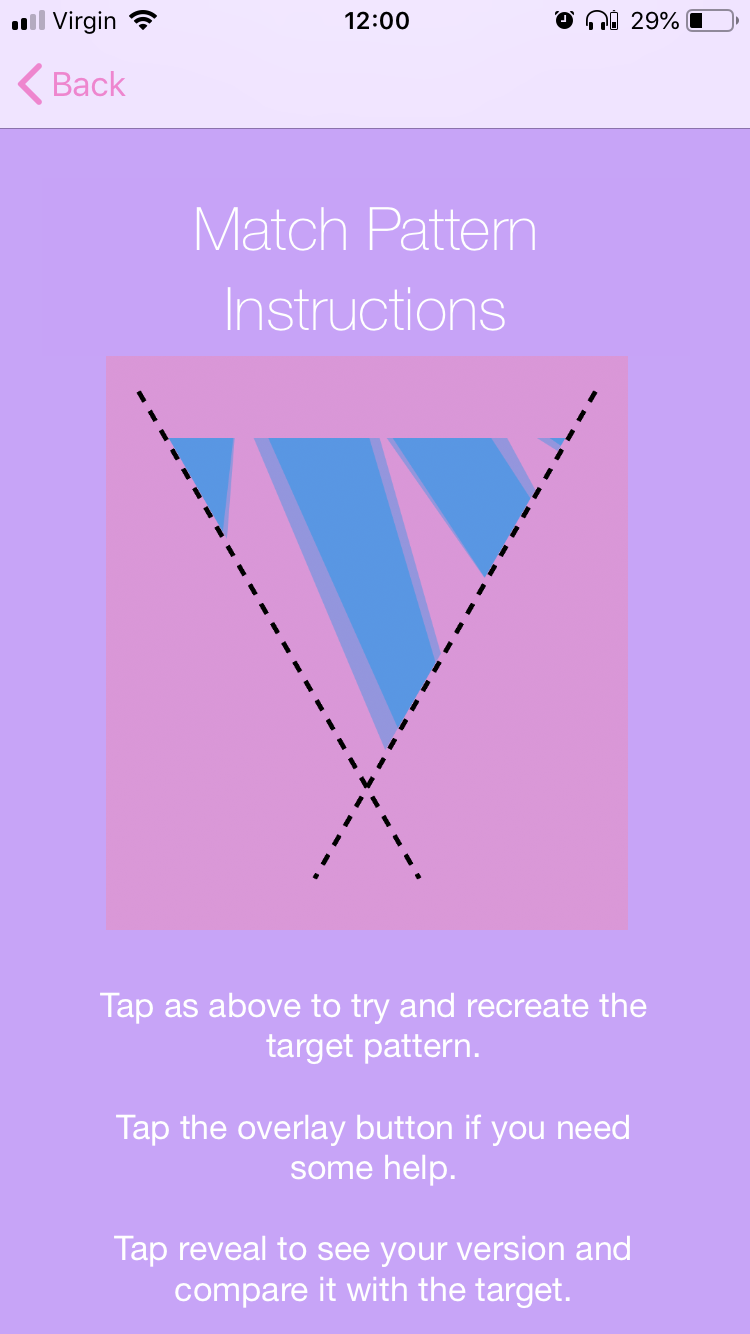 Virgin 12:00 29%
Back
Match Pattern
Instructions
Tap as above to try and recreate the
target pattern.
Tap the overlay button if you need
some help.
Tap reveal to see your version and
compare it with the target.